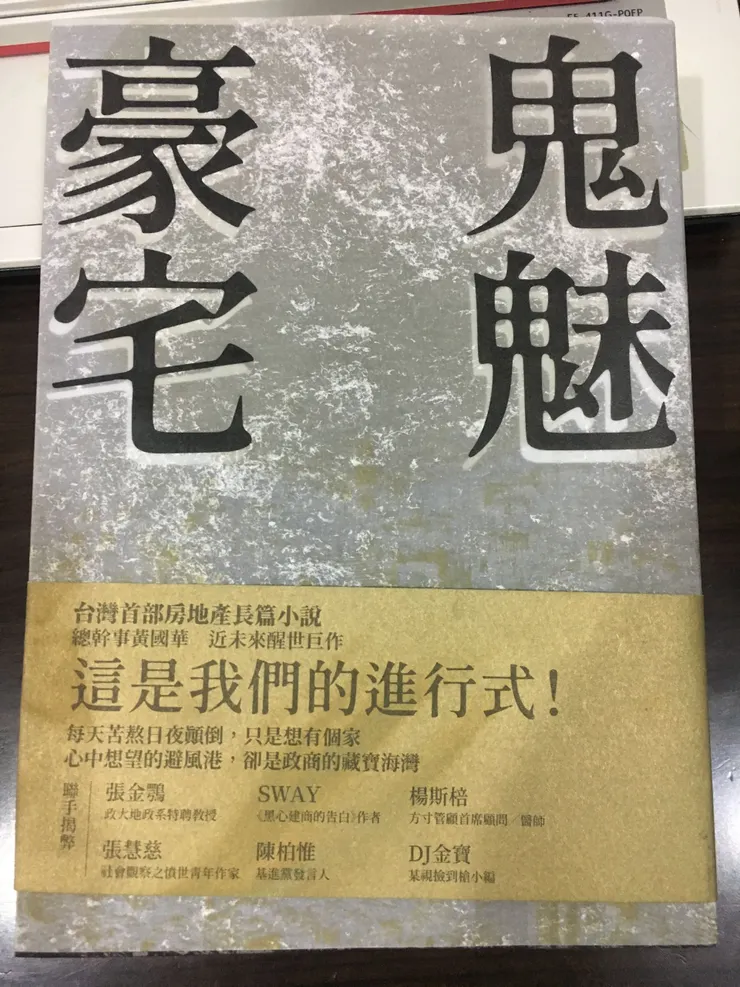 F5-411G-POFP
鬼魅
豪宅
台灣首部房地產長篇小說
總幹事黃國華 近未來醒世巨作
這是我們的進行式！
每天苦熬日夜顛倒，只是想有個家
心中想望的避風港，卻是政商的藏寶海灣
聯手揭弊
張金鶚
政大地政系特聘教授
SWAY
《黑心建商的告白》作者
楊斯棓
方寸管顧首席顧問／醫師
張慧慈
社會觀察之憤世青年作家
陳柏惟
基進黨發言人
DJ金寶
某視撿到槍小編